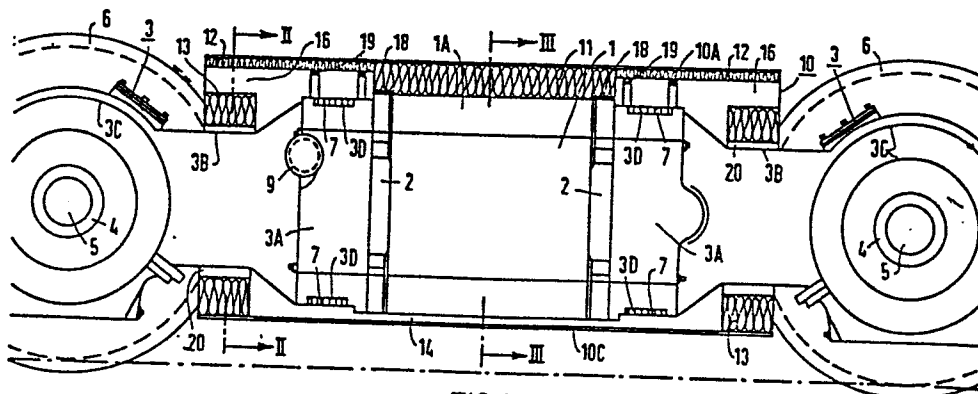 6 3 13 12 II 16 19 18 1A III 11 1 18 19 10A 12 16 10 3 6
3C 3B 7 3D 3D 7 20 3B 3C
9 2 2
5 4 3A 3A 4 5
7 3D 3D 7
20 II 14 III 10C 13